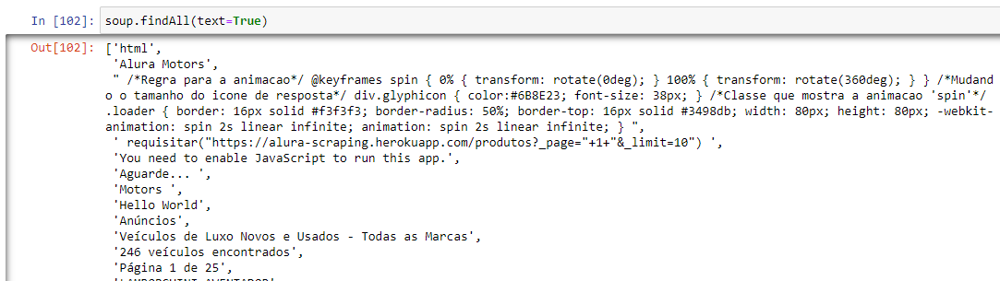 In [102]: soup.findAll(text=True)
Out[102]: ['html',
'Alura Motors',
" /*Regra para a animacao*/ @keyframes spin { 0% { transform: rotate(0deg); } 100% { transform: rotate(360deg); } } /*Mudand
o o tamanho do icone de resposta*/ div.glyphicon { color:#6B8E23; font-size: 38px; } /*Classe que mostra a animacao 'spin'*/
.loader { border: 16px solid #f3f3f3; border-radius: 50%; border-top: 16px solid #3498db; width: 80px; height: 80px; -webkit-
animation: spin 2s linear infinite; animation: spin 2s linear infinite; } ",
' requisitar("https://alura-scraping.herokuapp.com/produtos?_page="+1+"&_limit=10") ',
'You need to enable JavaScript to run this app.',
'Aguarde... ',
'Motors ',
'Hello World',
'Anúncios',
'Veículos de Luxo Novos e Usados - Todas as Marcas',
'246 veículos encontrados',
'Página 1 de 25',
'LAMBORGHINI AVENTADOR',